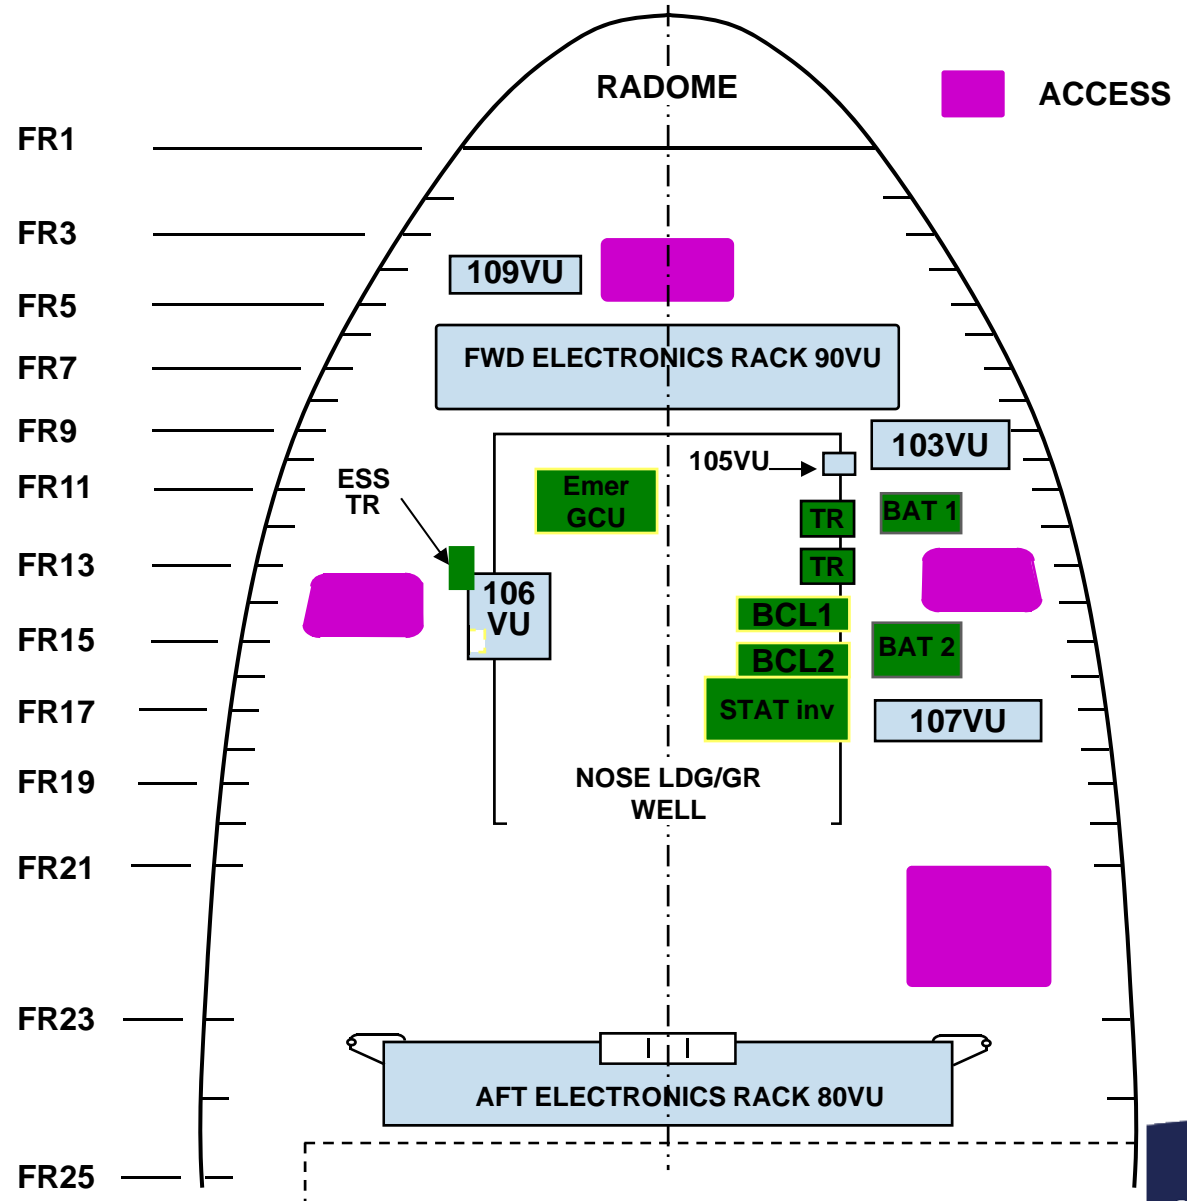 RADOME
ACCESS
FR1
FR3
109VU
FR5
FWD ELECTRONICS RACK 90VU
FR7
FR9
103VU
105VU
ESS
TR
FR11
Emer
GCU
TR
BAT 1
FR13
TR
106
VU
BCL1
FR15
BAT 2
BCL2
FR17
STAT inv
107VU
FR19
NOSE LDG/GR
WELL
FR21
FR23
AFT ELECTRONICS RACK 80VU
FR25